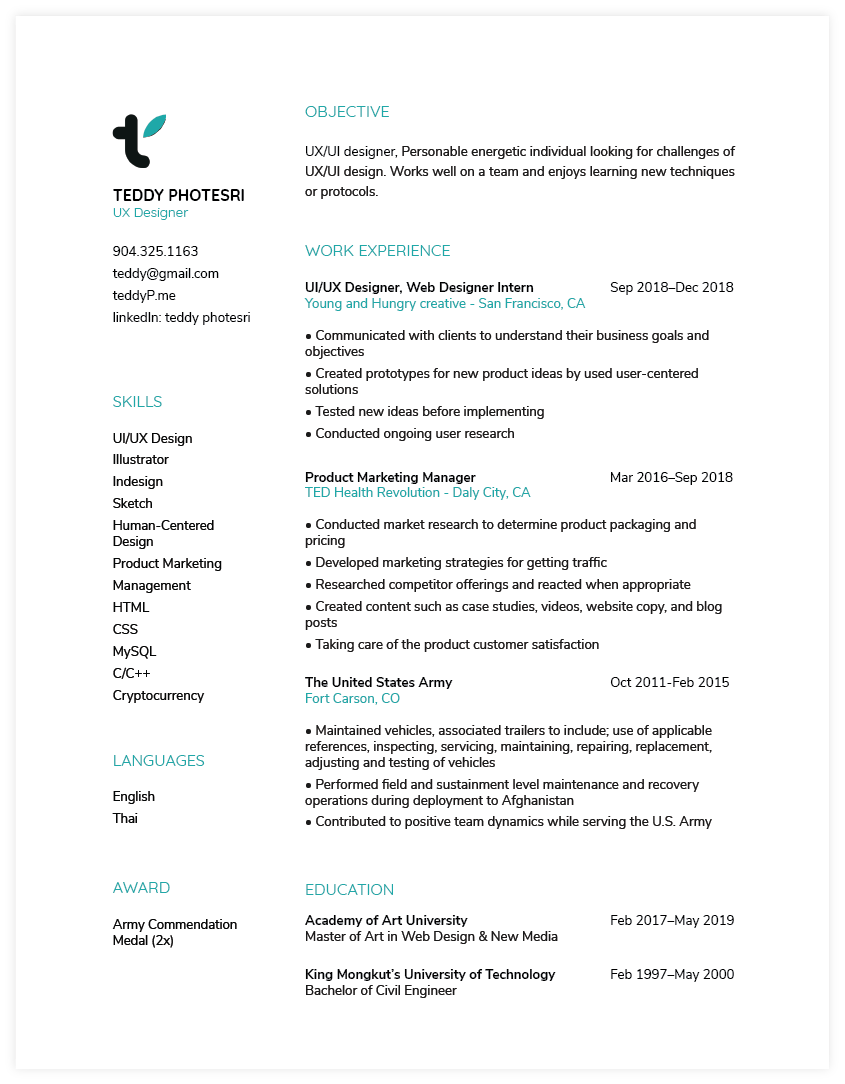 TEDDY PHOTESRI
UX Designer
904.325.1163
teddy@gmail.com
teddyP.me
linkedIn: teddy photesri
SKILLS
UI/UX Design
Illustrator
Indesign
Sketch
Human-Centered
Design
Product Marketing
Management
HTML
CSS
MySQL
C/C++
Cryptocurrency
LANGUAGES
English
Thai
AWARD
Army Commendation
Medal (2x)
OBJECTIVE
UX/UI designer, Personable energetic individual looking for challenges of
UX/UI design. Works well on a team and enjoys learning new techniques
or protocols.
WORK EXPERIENCE
UI/UX Designer, Web Designer Intern Sep 2018–Dec 2018
Young and Hungry creative - San Francisco, CA
• Communicated with clients to understand their business goals and
objectives
• Created prototypes for new product ideas by used user-centered
solutions
• Tested new ideas before implementing
• Conducted ongoing user research
Product Marketing Manager Mar 2016–Sep 2018
TED Health Revolution - Daly City, CA
• Conducted market research to determine product packaging and
pricing
• Developed marketing strategies for getting traffic
• Researched competitor offerings and reacted when appropriate
• Created content such as case studies, videos, website copy, and blog
posts
• Taking care of the product customer satisfaction
The United States Army Oct 2011-Feb 2015
Fort Carson, CO
• Maintained vehicles, associated trailers to include; use of applicable
references, inspecting, servicing, maintaining, repairing, replacement,
adjusting and testing of vehicles
• Performed field and sustainment level maintenance and recovery
operations during deployment to Afghanistan
• Contributed to positive team dynamics while serving the U.S. Army
EDUCATION
Academy of Art University Feb 2017–May 2019
Master of Art in Web Design & New Media
King Mongkut's University of Technology Feb 1997–May 2000
Bachelor of Civil Engineer